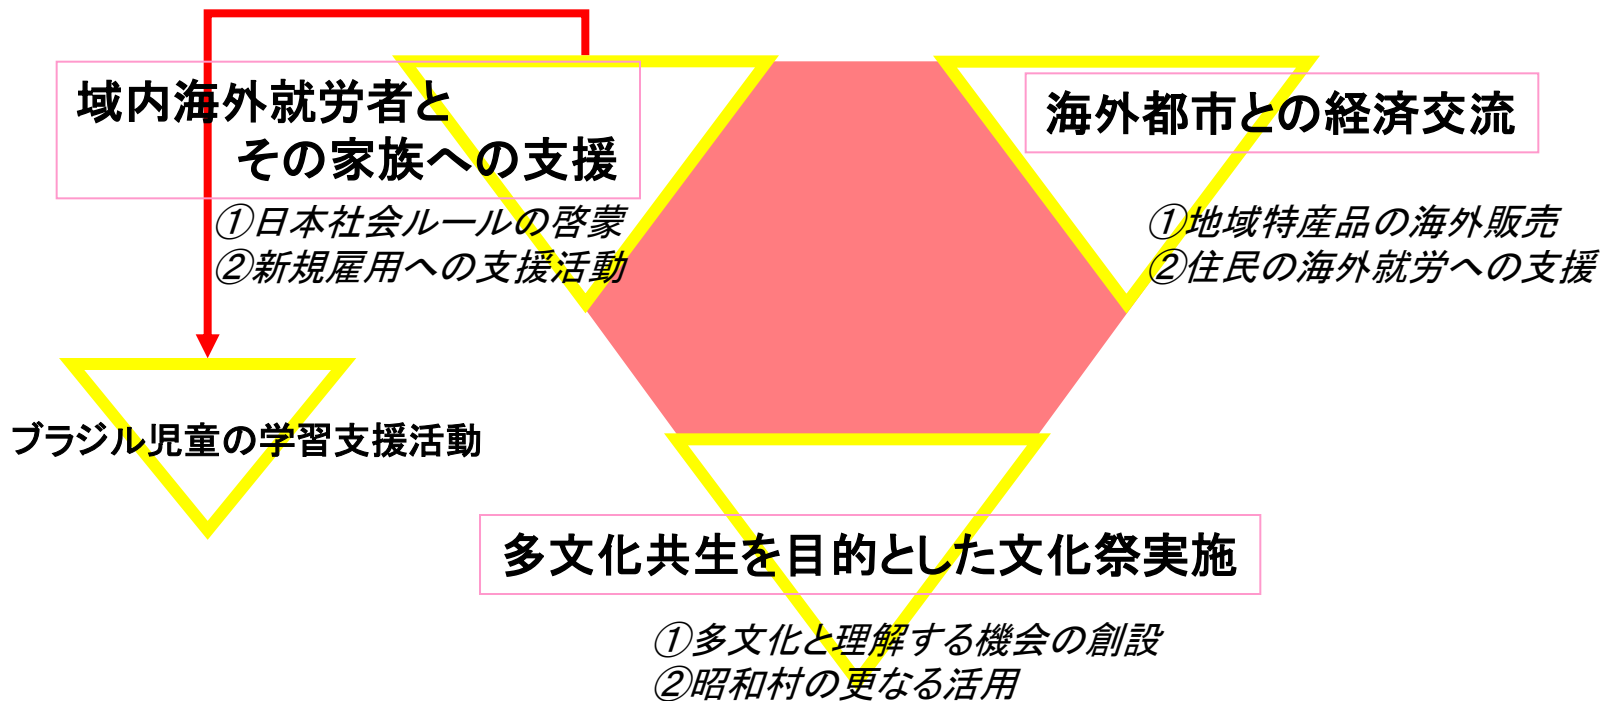 域内海外就労者と
その家族への支援
①日本社会ルールの啓蒙
②新規雇用への支援活動
海外都市との経済交流
①地域特産品の海外販売
②住民の海外就労への支援
ブラジル児童の学習支援活動
多文化共生を目的とした文化祭実施
①多文化と理解する機会の創設
②昭和村の更なる活用